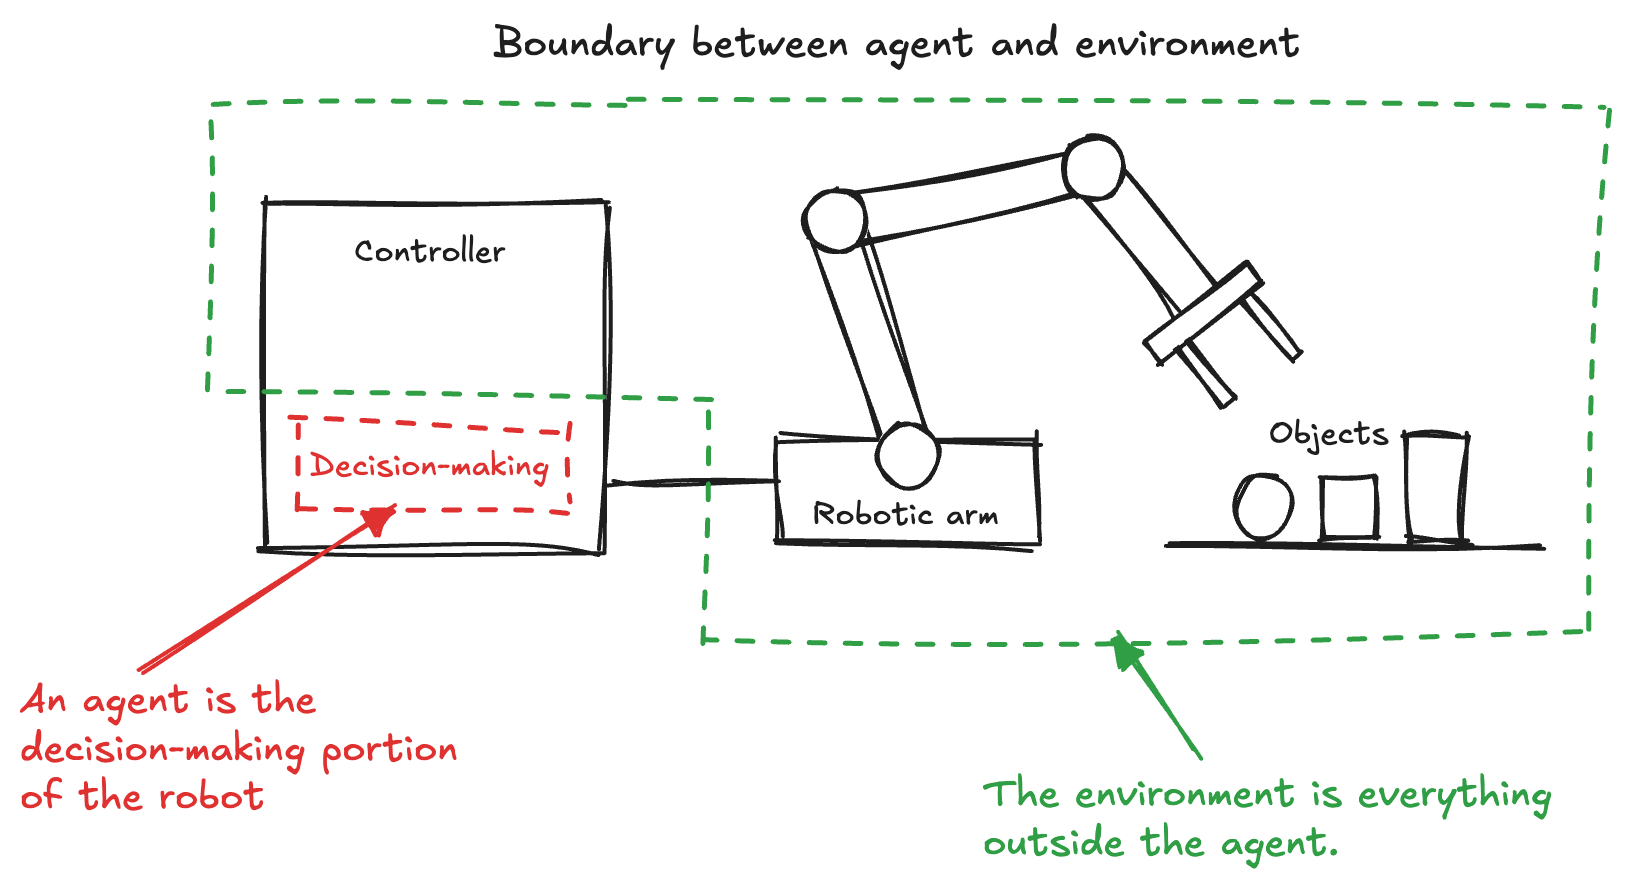 Boundary between agent and environment
Controller
Decision-making
Robotic arm
Objects
An agent is the
decision-making portion
of the robot
The environment is everything
outside the agent.